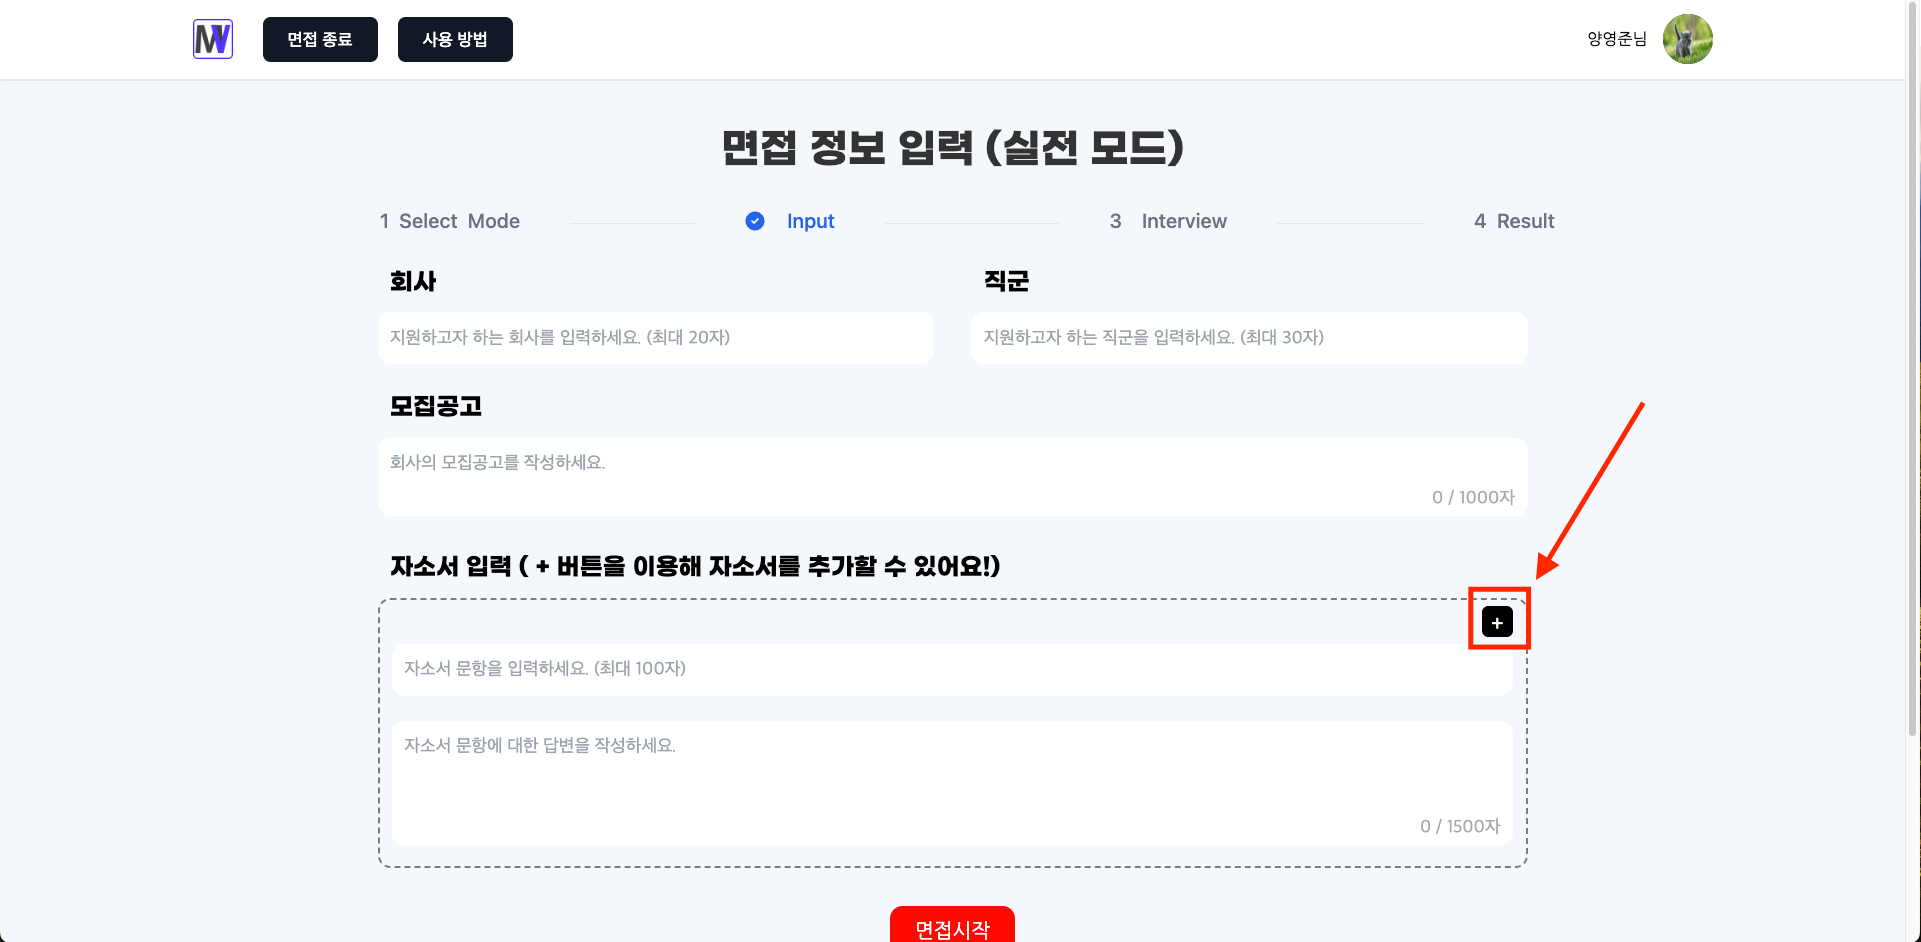 MV
면접 종료
사용 방법
양영준님
면접 정보 입력 (실전 모드)
1 Select Mode
Input
3 Interview
4 Result
회사
직군
지원하고자 하는 회사를 입력하세요. (최대 20자)
지원하고자 하는 직군을 입력하세요. (최대 30자)
모집공고
회사의 모집공고를 작성하세요.
0 / 1000자
자소서 입력 ( + 버튼을 이용해 자소서를 추가할 수 있어요!)
+
자소서 문항을 입력하세요. (최대 100자)
자소서 문항에 대한 답변을 작성하세요.
0 / 1500자
면접시작